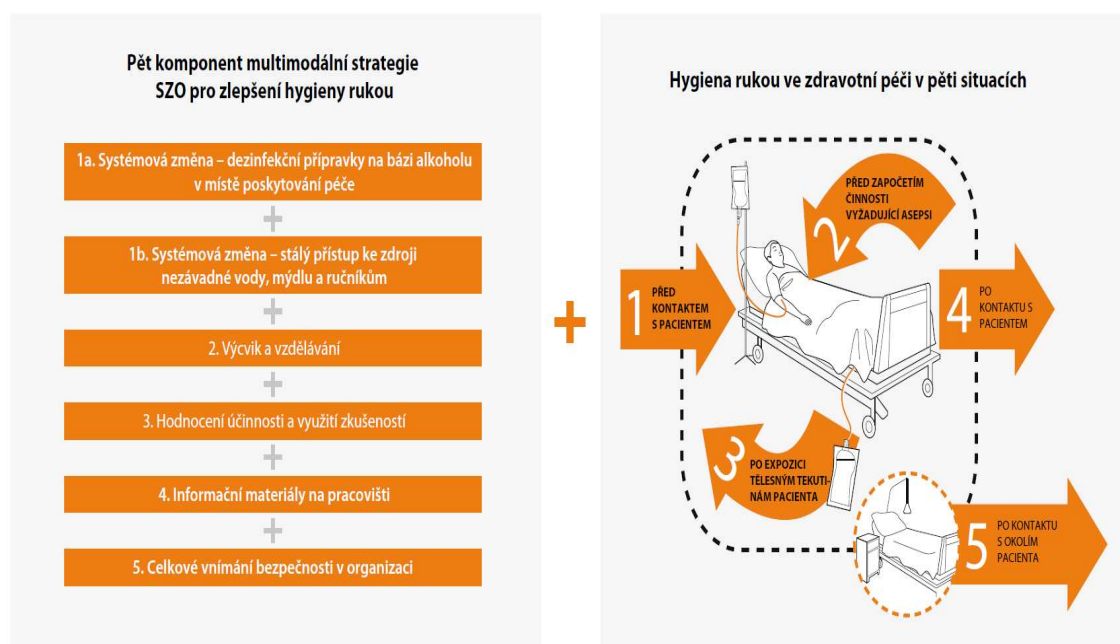 Pět komponent multimodální strategie
SZO pro zlepšení hygieny rukou
1a. Systémová změna – dezinfekční přípravky na bázi alkoholu
v místě poskytování péče
+
1b. Systémová změna – stálý přístup ke zdroji
nezávadné vody, mýdlu a ručníkům
+
2. Výcvik a vzdělávání
+
3. Hodnocení účinnosti a využití zkušeností
+
4. Informační materiály na pracovišti
+
5. Celkové vnímání bezpečnosti v organizaci
+
Hygiena rukou ve zdravotní péči v pěti situacích
1
PŘED
KONTAKTEM
S PACIENTEM
2
PŘED ZAPOČETÍM
ČINNOSTI
VYŽADUJÍCÍ ASEPSI
3
PO EXPOZICI
TĚLESNÝM TEKUTI-
NÁM PACIENTA
4
PO
KONTAKTU S
PACIENTEM
5
PO KONTAKTU
S OKOLÍM
PACIENTA